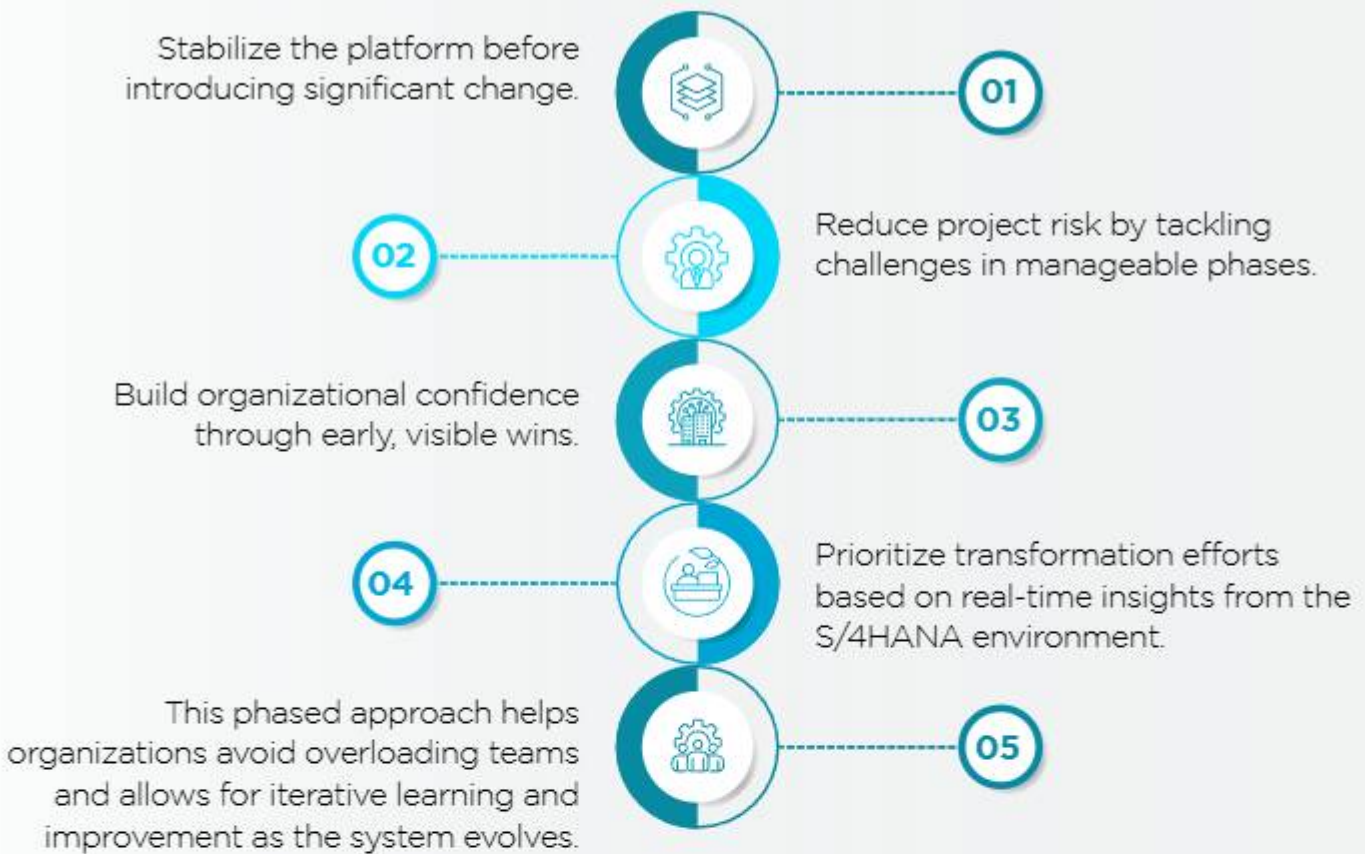 Stabilize the platform before
introducing significant change.
01
02
Reduce project risk by tackling
challenges in manageable phases.
Build organizational confidence
through early, visible wins.
03
04
Prioritize transformation efforts
based on real-time insights from the
S/4HANA environment.
This phased approach helps
organizations avoid overloading teams
and allows for iterative learning and
improvement as the system evolves.
05